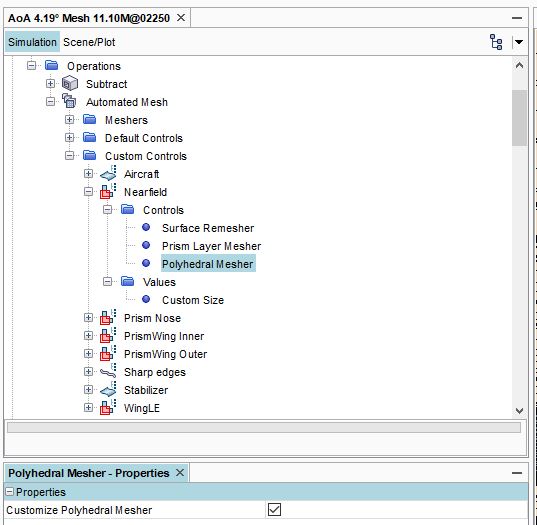 AoA 4.19° Mesh 11.10M@02250
Simulation Scene/Plot
Operations
Subtract
Automated Mesh
Meshers
Default Controls
Custom Controls
Aircraft
Nearfield
Controls
Surface Remesher
Prism Layer Mesher
Polyhedral Mesher
Values
Custom Size
Prism Nose
PrismWing Inner
PrismWing Outer
Sharp edges
Stabilizer
WingLE
Polyhedral Mesher - Properties
Properties
Customize Polyhedral Mesher